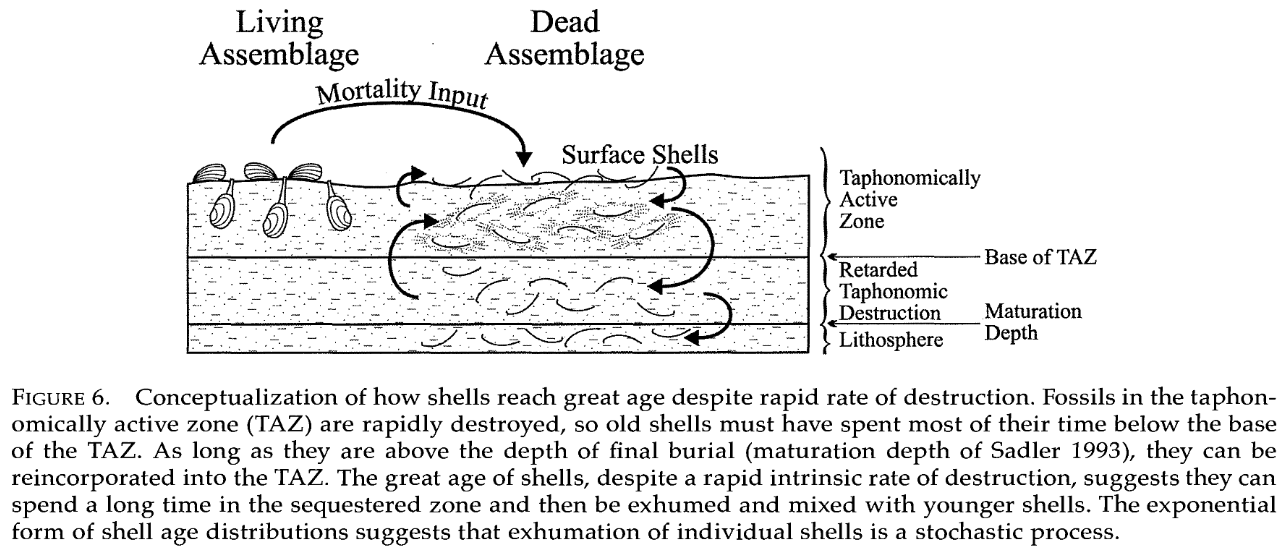 Living
Assemblage
Dead
Assemblage
Mortality Input
Surface Shells
Taphonomically
Active
Zone
Base of TAZ
Retarded
Taphonomic
Destruction
Maturation
Depth
Lithosphere
FIGURE 6. Conceptualization of how shells reach great age despite rapid rate of destruction. Fossils in the taphon-
omically active zone (TAZ) are rapidly destroyed, so old shells must have spent most of their time below the base
of the TAZ. As long as they are above the depth of final burial (maturation depth of Sadler 1993), they can be
reincorporated into the TAZ. The great age of shells, despite a rapid intrinsic rate of destruction, suggests they can
spend a long time in the sequestered zone and then be exhumed and mixed with younger shells. The exponential
form of shell age distributions suggests that exhumation of individual shells is a stochastic process.